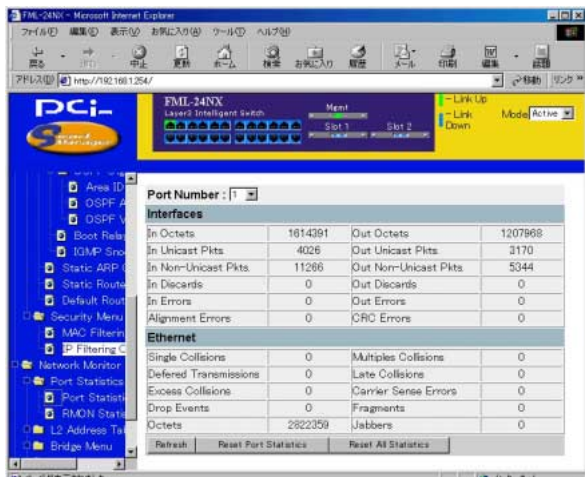 FML-24NX - Microsoft Internet Explorer
ファイル(F) 編集(E) 表示(V) お気に入り(A) ツール(T) ヘルプ(H)
戻る 中止 更新 ホーム 検索 お気に入り 履歴 メール 印刷 編集
アドレス(D) http://192.168.1.254/ 移動 リンク
PCi
FML-24NX
Layer3 Intelligent Switch
Mgmt
Slot 1 Slot 2
-Link Up
-Link Down
Mode Active
Area ID
OSPF A
OSPF V
Boot Relay
IGMP Snoo
Static ARP
Static Route
Default Rout
Security Menu
MAC Filterin
IP Filtering C
Network Monitor
Port Statistics
Port Statisti
RMON Stati
L2 Address Tal
Bridge Menu
Port Number : 1
Interfaces
In Octets 1614391 Out Octets 1207968
In Unicast Pkts. 4026 Out Unicast Pkts. 3170
In Non-Unicast Pkts. 11266 Out Non-Unicast Pkts. 5344
In Discards 0 Out Discards 0
In Errors 0 Out Errors 0
Alignment Errors 0 CRC Errors 0
Ethernet
Single Collisions 0 Multiples Collisions 0
Defered Transmissions 0 Late Collisions 0
Excess Collisions 0 Carrier Sense Errors 0
Drop Events 0 Fragments 0
Octets 2822359 Jabbers 0
Refresh Reset Port Statistics Reset All Statistics